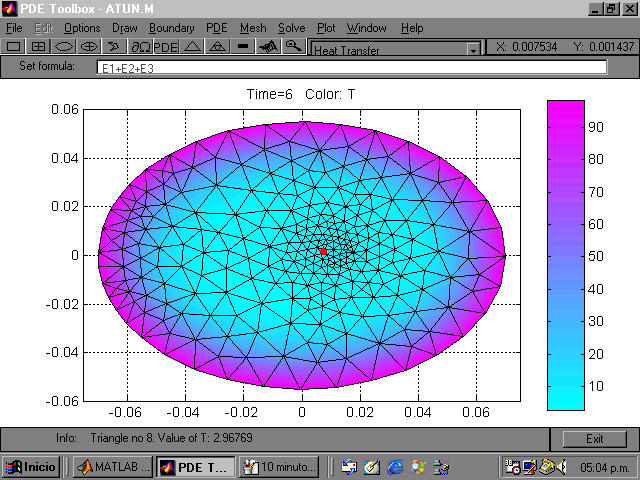 PDE Toolbox - ATUN.M
File Edit Options Draw Boundary PDE Mesh Solve Plot Window Help
∂Ω PDE Heat Transfer X: 0.007534 Y: 0.001437
Set formula: E1+E2+E3
Time=6 Color: T
0.06
0.04
0.02
0
-0.02
-0.04
-0.06
-0.06 -0.04 -0.02 0 0.02 0.04 0.06
90
80
70
60
50
40
30
20
10
Info: Triangle no 8. Value of T: 2.96769 Exit
Inicio MATLAB ... PDE T... 10 minuto... 05:04 p.m.